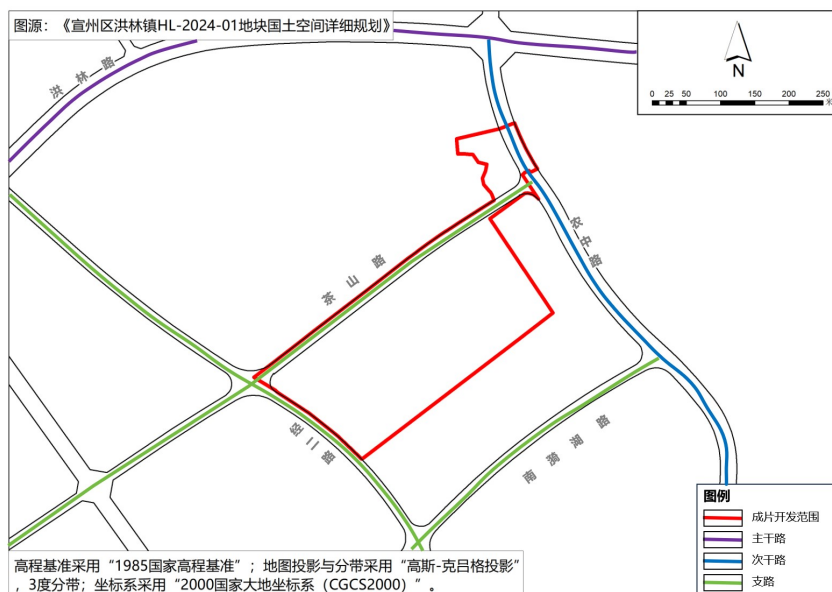 图源：《宣州区洪林镇HL-2024-01地块国土空间详细规划》
N
0 25 50 100 150 200 250
米
洪林路
农中路
茶山路
经二路
南漪湖路
图例
成片开发范围
主干路
次干路
支路
高程基准采用“1985国家高程基准”；地图投影与分带采用“高斯-克吕格投影”
，3度分带；坐标系采用“2000国家大地坐标系（CGCS2000）”。